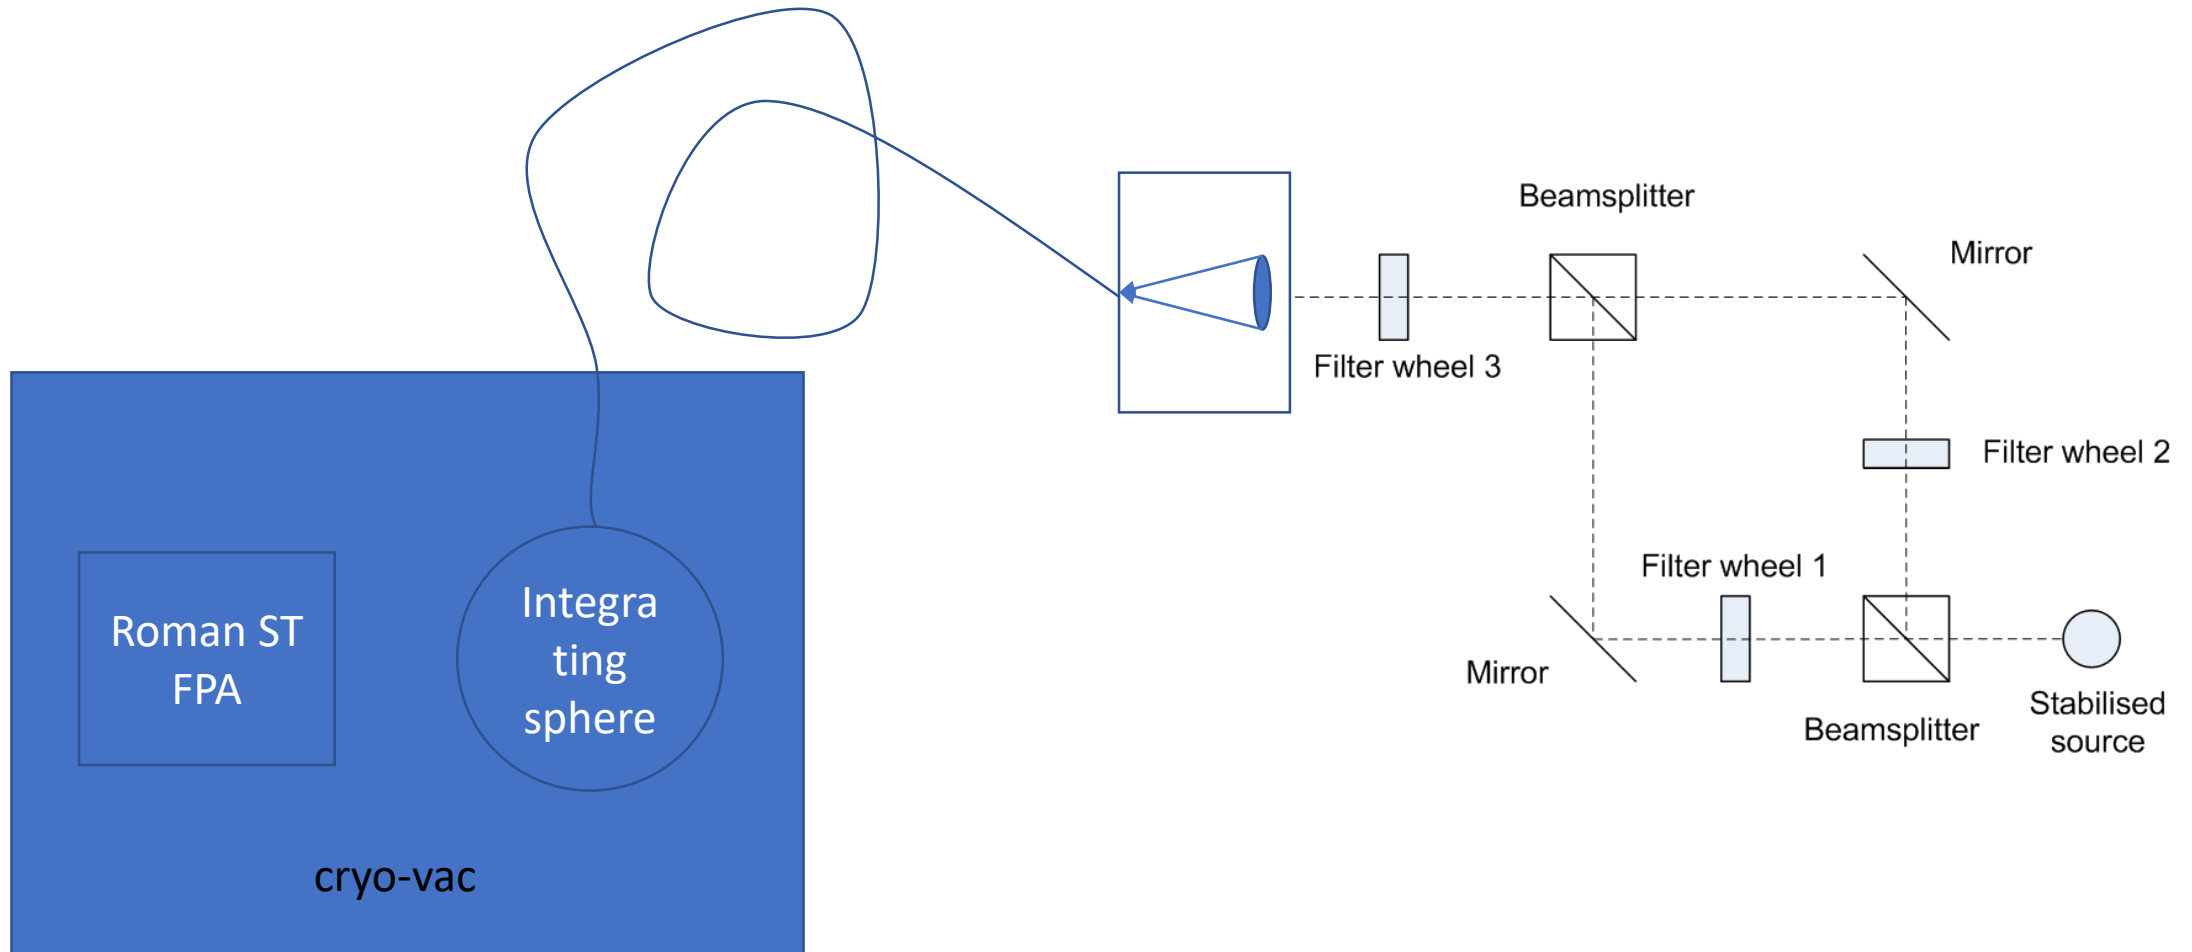 Beamsplitter
Mirror
Filter wheel 3
Filter wheel 2
Filter wheel 1
Mirror
Beamsplitter
Stabilised
source
Roman ST
FPA
Integra
ting
sphere
cryo-vac